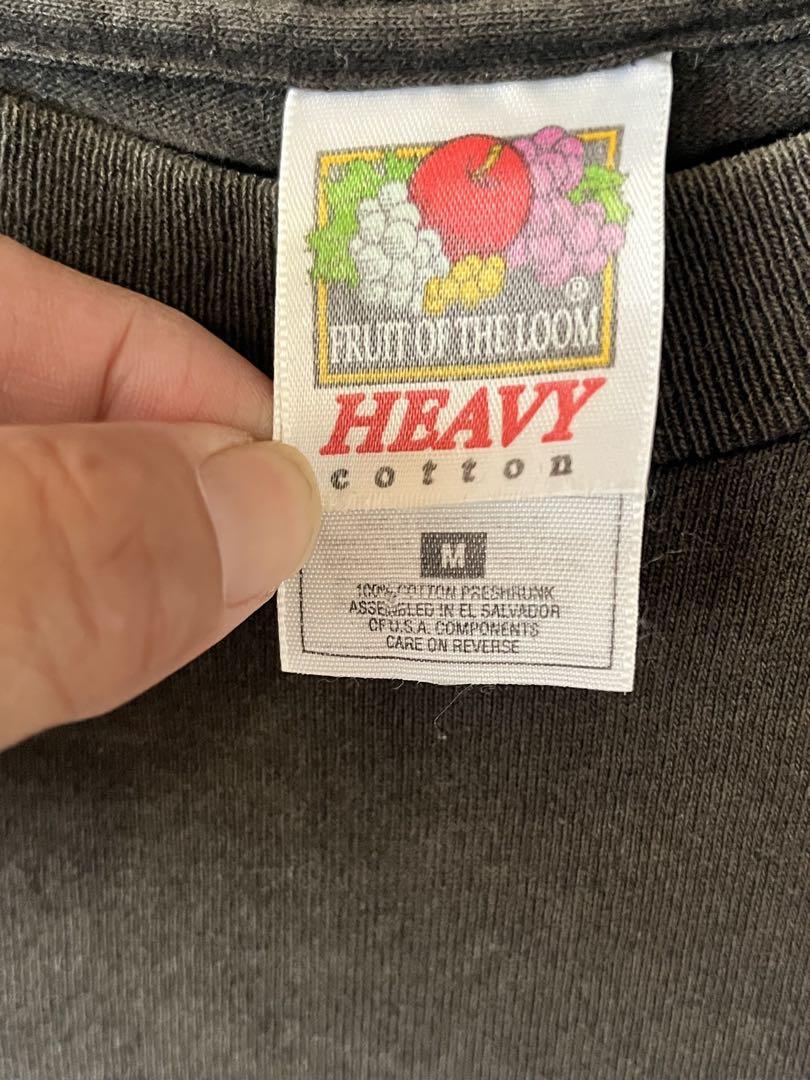 ®
FRUIT OF THE LOOM
HEAVY
cotton
M
100% COTTON PRESHRUNK
ASSEMBLED IN EL SALVADOR
OF U.S.A. COMPONENTS
CARE ON REVERSE